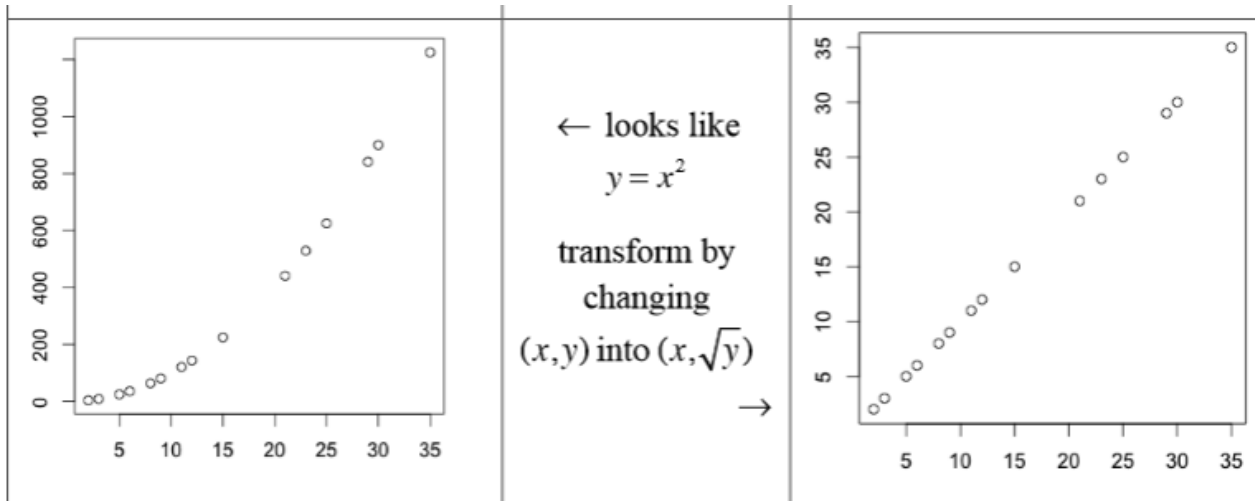 1000
800
600
400
200
0
5 10 15 20 25 30 35
← looks like
y = x²
transform by
changing
(x, y) into (x, √y)
→
35
30
25
20
15
10
5
5 10 15 20 25 30 35